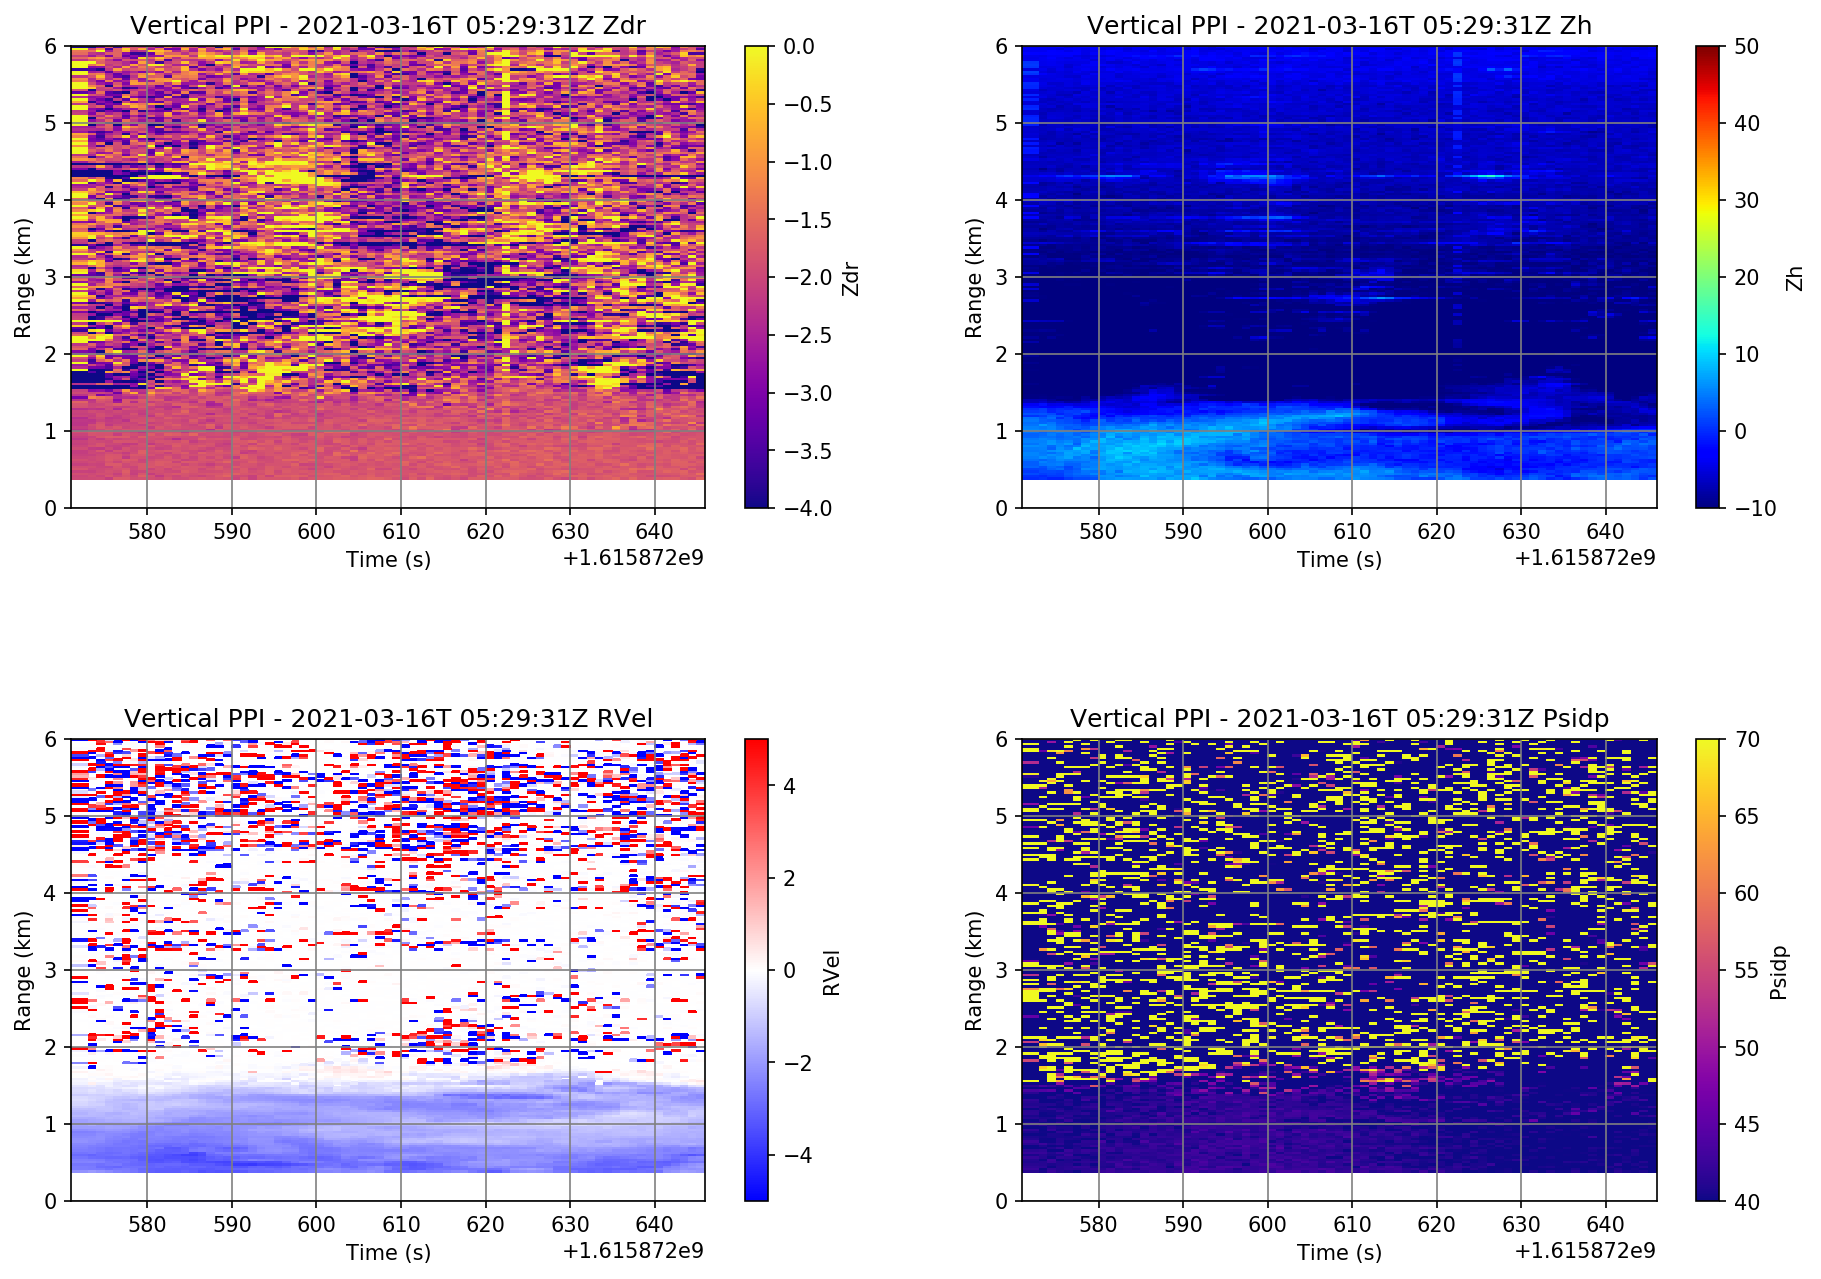 Vertical PPI - 2021-03-16T 05:29:31Z Zdr
6
5
4
3
2
1
0
Range (km)
580 590 600 610 620 630 640
Time (s)
+1.615872e9
0.0
−0.5
−1.0
−1.5
−2.0
−2.5
−3.0
−3.5
−4.0
Zdr
Vertical PPI - 2021-03-16T 05:29:31Z Zh
6
5
4
3
2
1
0
Range (km)
580 590 600 610 620 630 640
Time (s)
+1.615872e9
50
40
30
20
10
0
−10
Zh
Vertical PPI - 2021-03-16T 05:29:31Z RVel
6
5
4
3
2
1
0
Range (km)
580 590 600 610 620 630 640
Time (s)
+1.615872e9
4
2
0
−2
−4
RVel
Vertical PPI - 2021-03-16T 05:29:31Z Psidp
6
5
4
3
2
1
0
Range (km)
580 590 600 610 620 630 640
Time (s)
+1.615872e9
70
65
60
55
50
45
40
Psidp